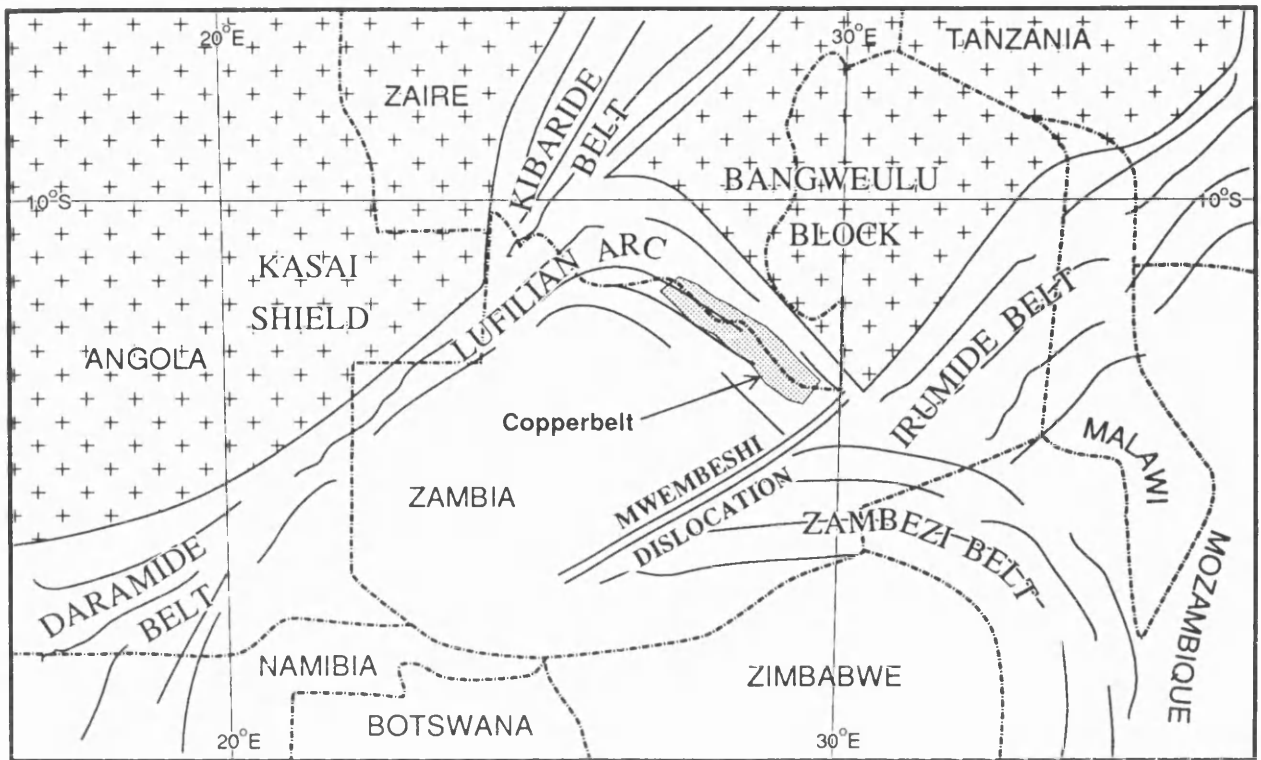 20°E
30°E
TANZANIA
ZAIRE
KIBARIDE
BELT
BANGWEULU
BLOCK
10°S
10°S
KASAI
SHIELD
LUFILIAN ARC
ANGOLA
IRUMIDE BELT
Copperbelt
MALAWI
ZAMBIA
MWEMBESHI
DISLOCATION
ZAMBEZI BELT
DARAMIDE
BELT
MOZAMBIQUE
NAMIBIA
ZIMBABWE
BOTSWANA
20°E
30°E